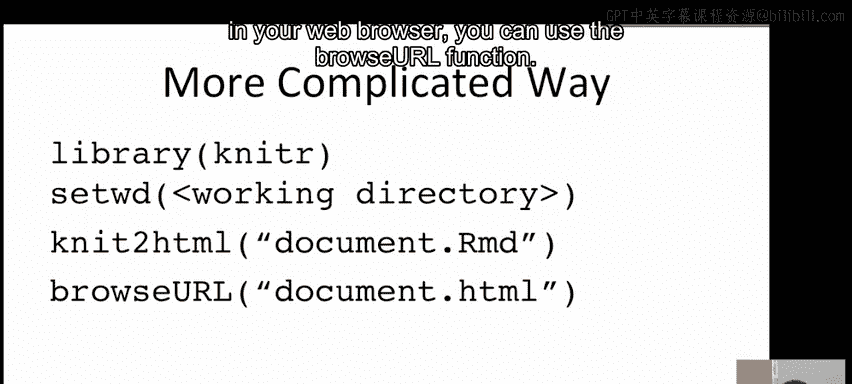 GPT中英字幕课程资源@bilibili.com
in your web browser, you can use the
browseURL function.
More Complicated Way
library(knitr)
setwd(<working directory>)
knit2html(“document.Rmd”)
browseURL(“document.html”)